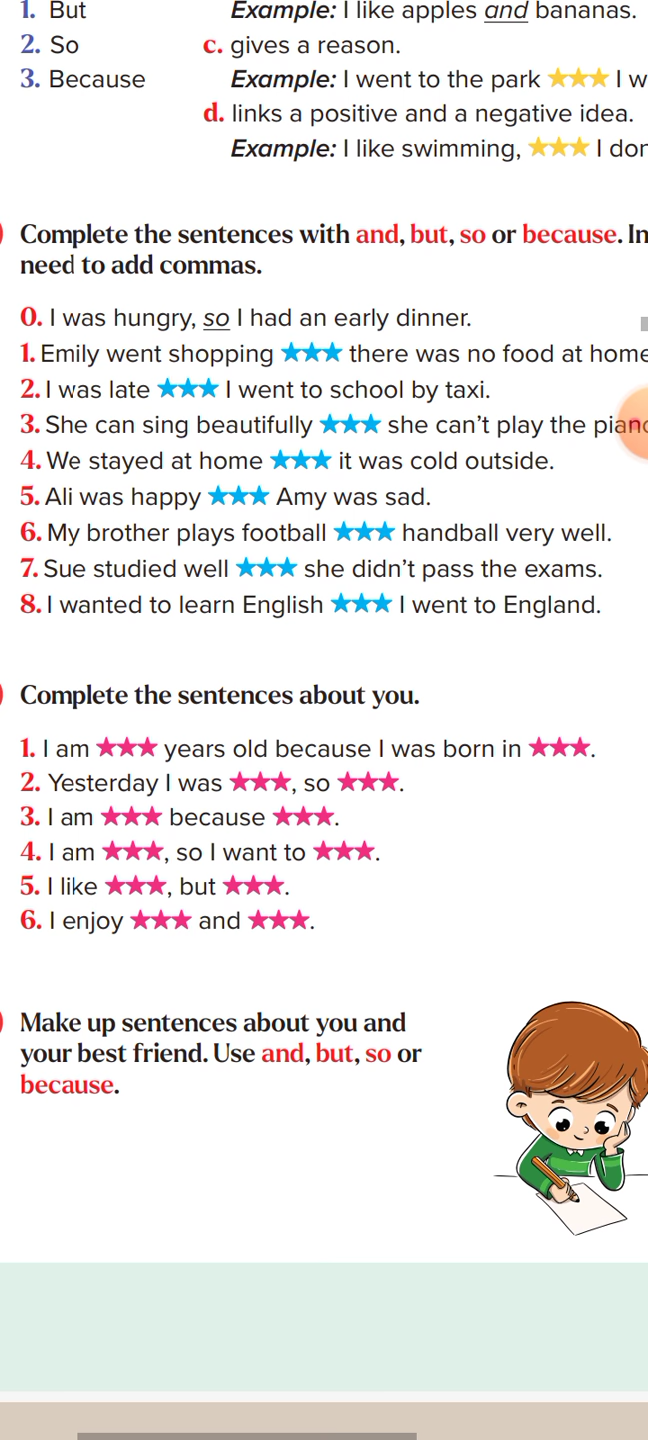 1. But
Example: I like apples and bananas.
2. So
c. gives a reason.
3. Because
Example: I went to the park ★★★ I w
d. links a positive and a negative idea.
Example: I like swimming, ★★★ I don
Complete the sentences with and, but, so or because. In
need to add commas.
0. I was hungry, so I had an early dinner.
1. Emily went shopping ★★★ there was no food at home
2. I was late ★★★ I went to school by taxi.
3. She can sing beautifully ★★★ she can't play the piano
4. We stayed at home ★★★ it was cold outside.
5. Ali was happy ★★★ Amy was sad.
6. My brother plays football ★★★ handball very well.
7. Sue studied well ★★★ she didn't pass the exams.
8. I wanted to learn English ★★★ I went to England.
Complete the sentences about you.
1. I am ★★★ years old because I was born in ★★★.
2. Yesterday I was ★★★, so ★★★.
3. I am ★★★ because ★★★.
4. I am ★★★, so I want to ★★★.
5. I like ★★★, but ★★★.
6. I enjoy ★★★ and ★★★.
Make up sentences about you and
your best friend. Use and, but, so or
because.